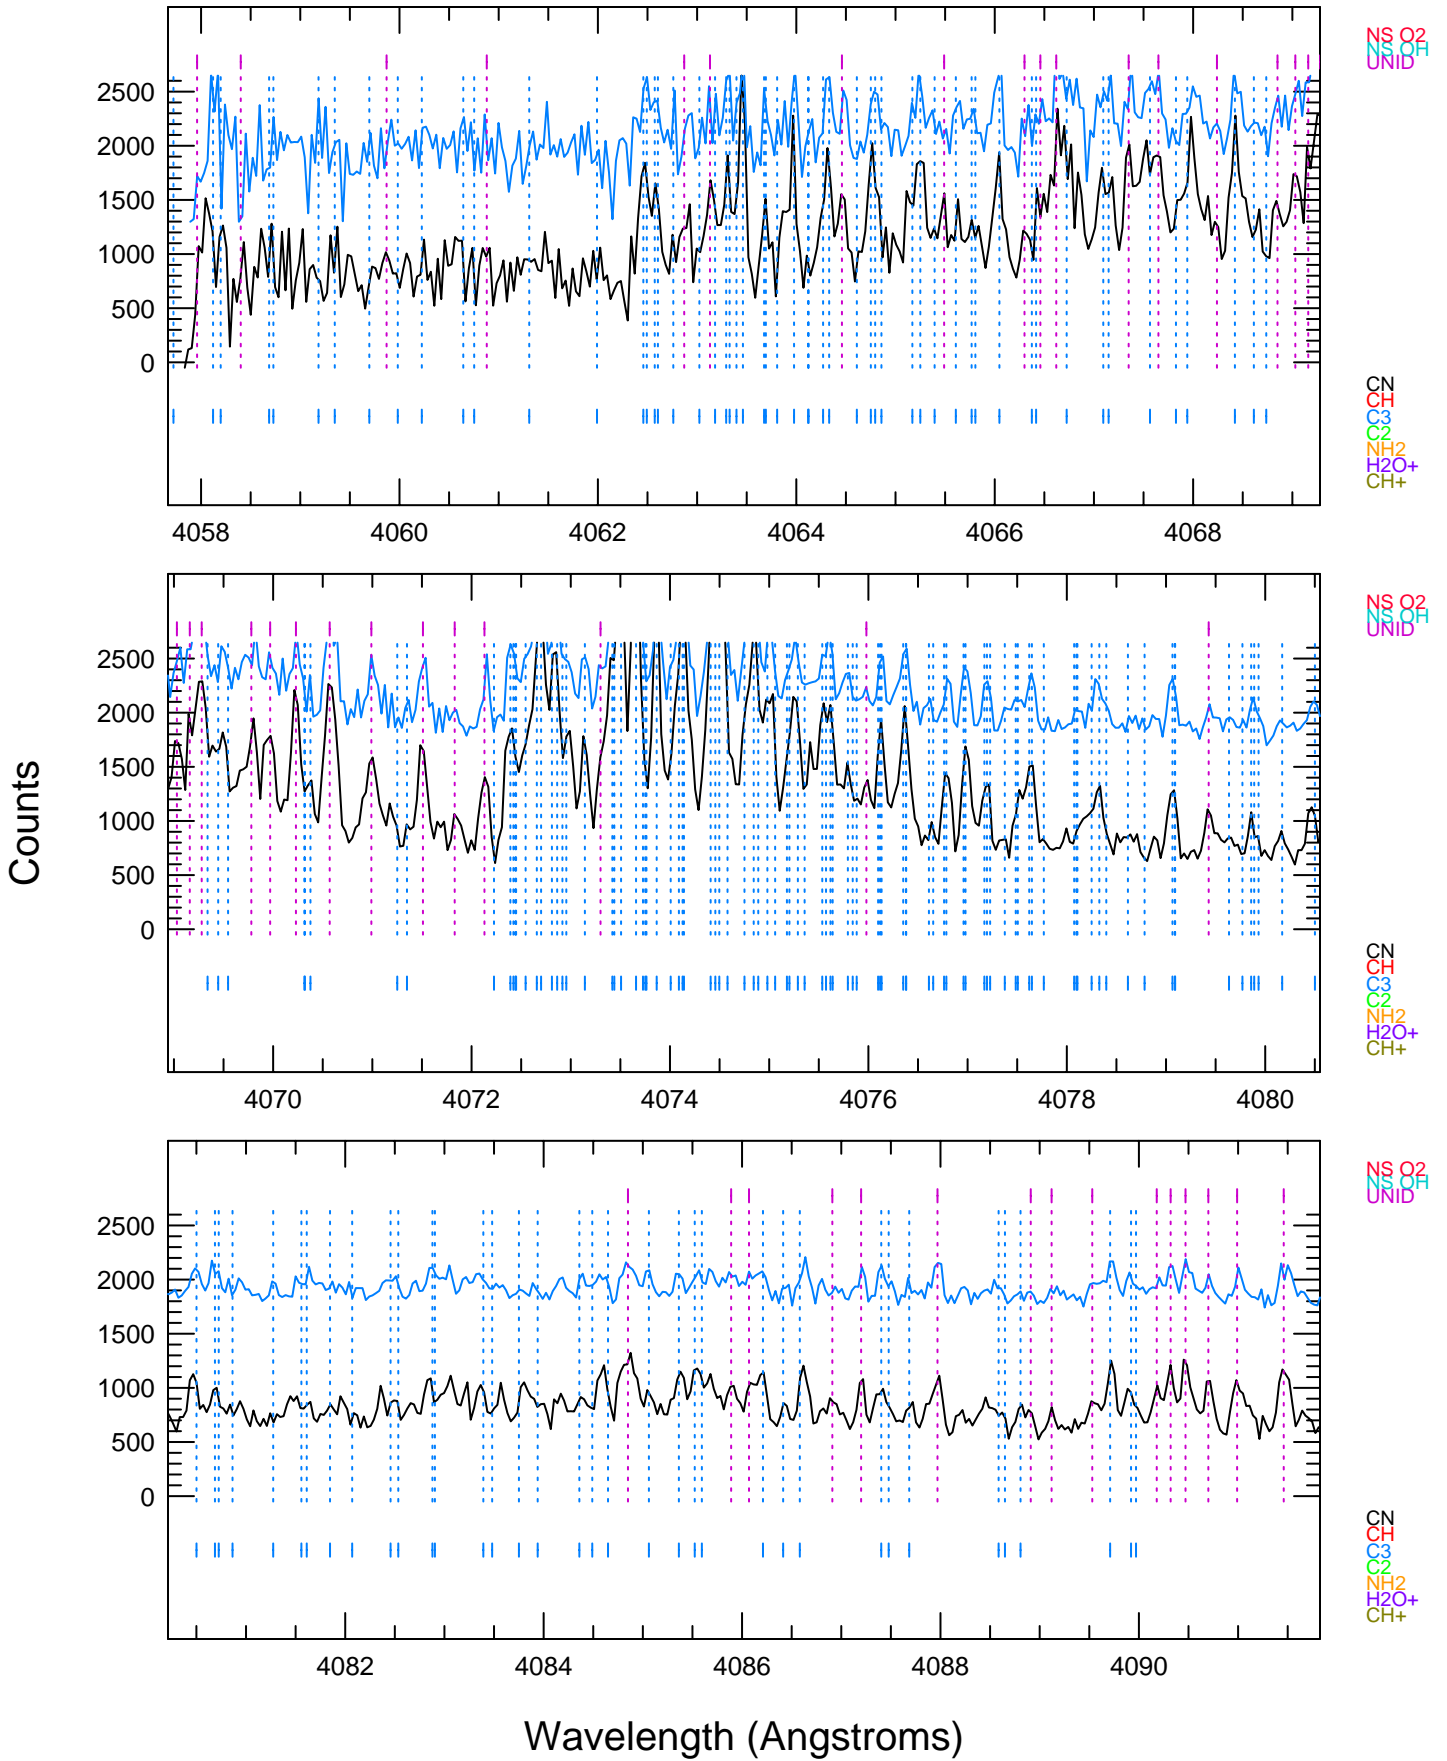 NS O2
NS OH
UNID
2500
2000
1500
1000
500
0
CN
CH
C3
C2
NH2
H2O+
CH+
4058 4060 4062 4064 4066 4068
NS O2
NS OH
UNID
2500
2000
1500
1000
500
0
CN
CH
C3
C2
NH2
H2O+
CH+
4070 4072 4074 4076 4078 4080
Counts
NS O2
NS OH
UNID
2500
2000
1500
1000
500
0
CN
CH
C3
C2
NH2
H2O+
CH+
4082 4084 4086 4088 4090
Wavelength (Angstroms)